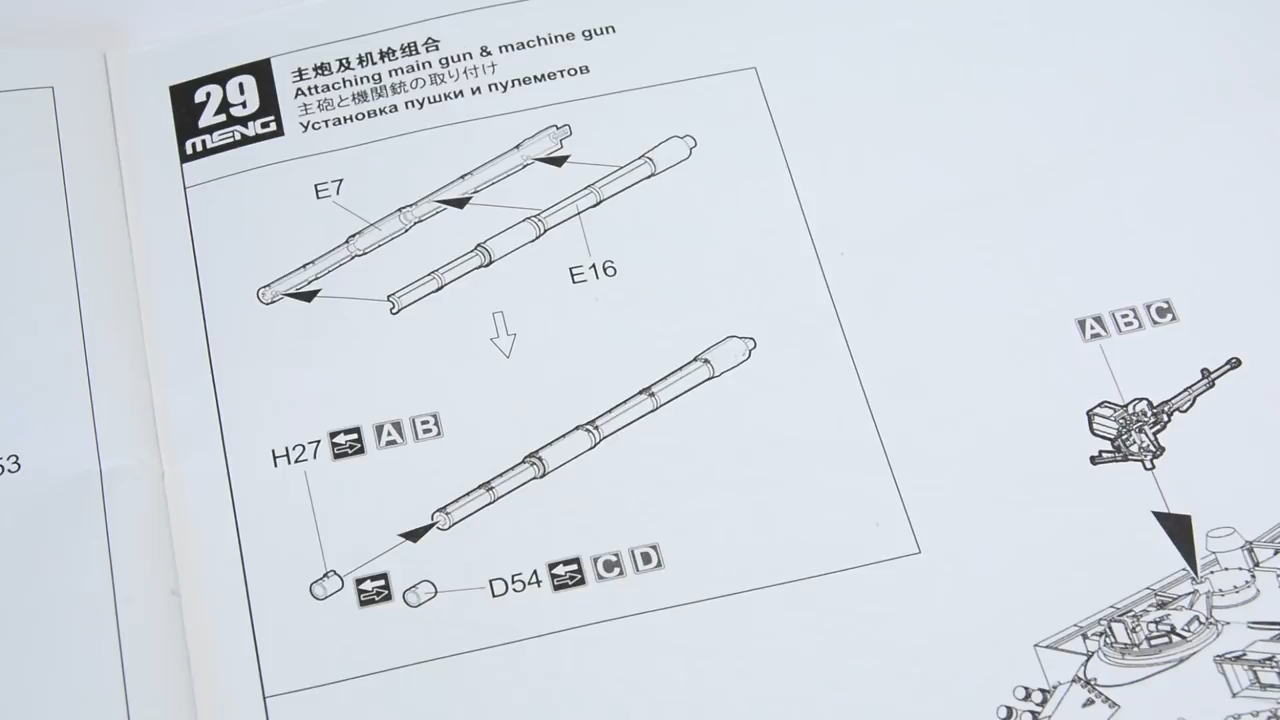 29
MENG
主炮及机枪组合
Attaching main gun & machine gun
主砲と機関銃の取り付け
Установка пушки и пулеметов
E7
E16
A B C
H27 A B
53
D54 C D